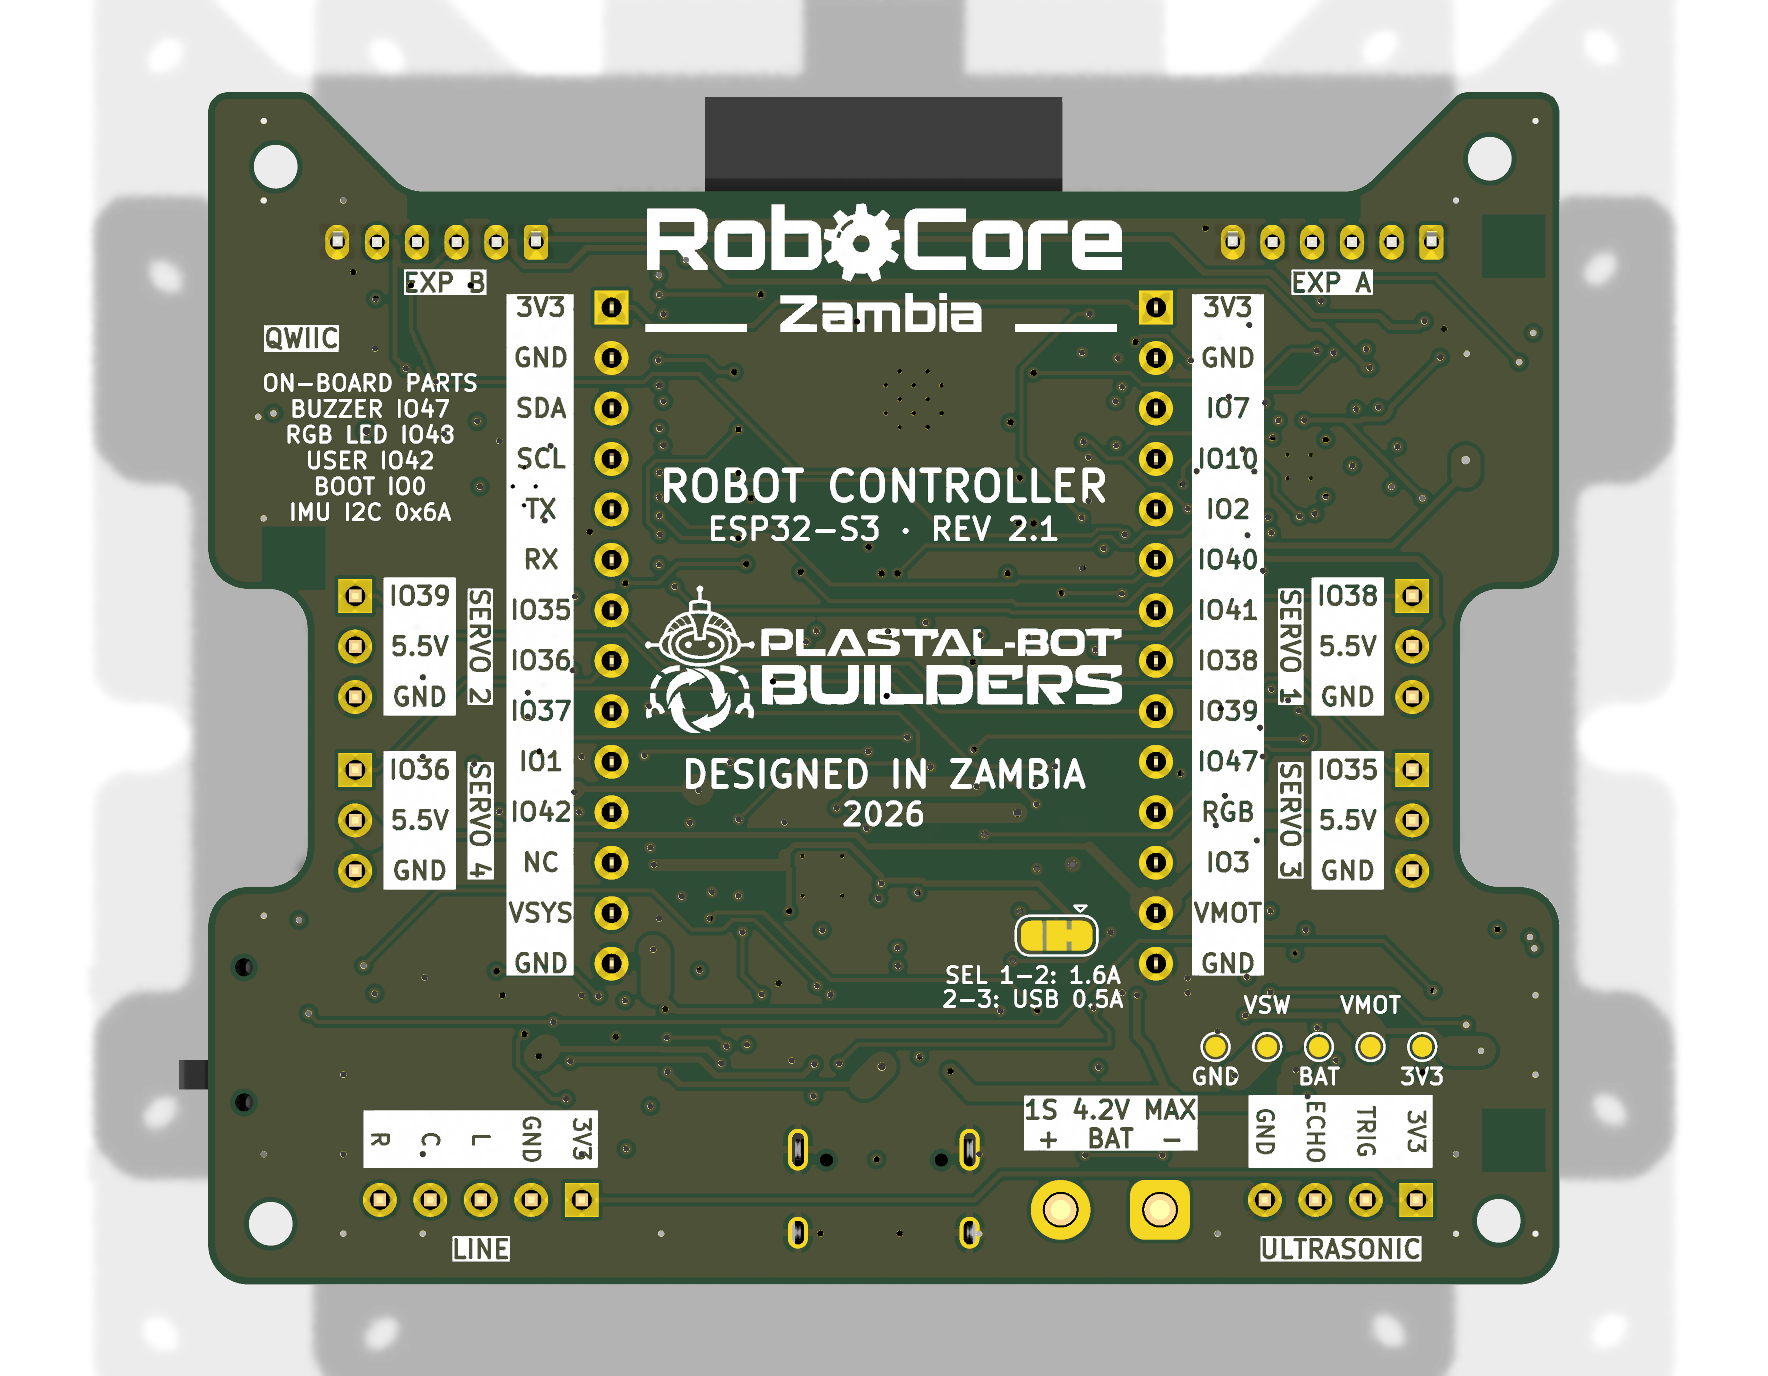 RoboCore
Zambia
EXP B
EXP A
QWIIC
ON-BOARD PARTS
BUZZER IO47
RGB LED IO43
USER IO42
BOOT IO0
IMU I2C 0x6A
3V3
GND
SDA
SCL
TX
RX
IO35
IO36
IO37
IO1
IO42
NC
VSYS
GND
3V3
GND
IO7
IO10
IO2
IO40
IO41
IO38
IO39
IO47
RGB
IO3
VMOT
GND
ROBOT CONTROLLER
ESP32-S3 · REV 2.1
PLASTAL-BOT
BUILDERS
DESIGNED IN ZAMBIA
2026
IO39
5.5V
GND
SERVO 2
IO36
5.5V
GND
SERVO 4
SERVO 1
IO38
5.5V
GND
SERVO 3
IO35
5.5V
GND
SEL 1-2: 1.6A
2-3: USB 0.5A
VSW VMOT
GND BAT 3V3
R C L GND 3V3
LINE
1S 4.2V MAX
+ BAT -
GND ECHO TRIG 3V3
ULTRASONIC